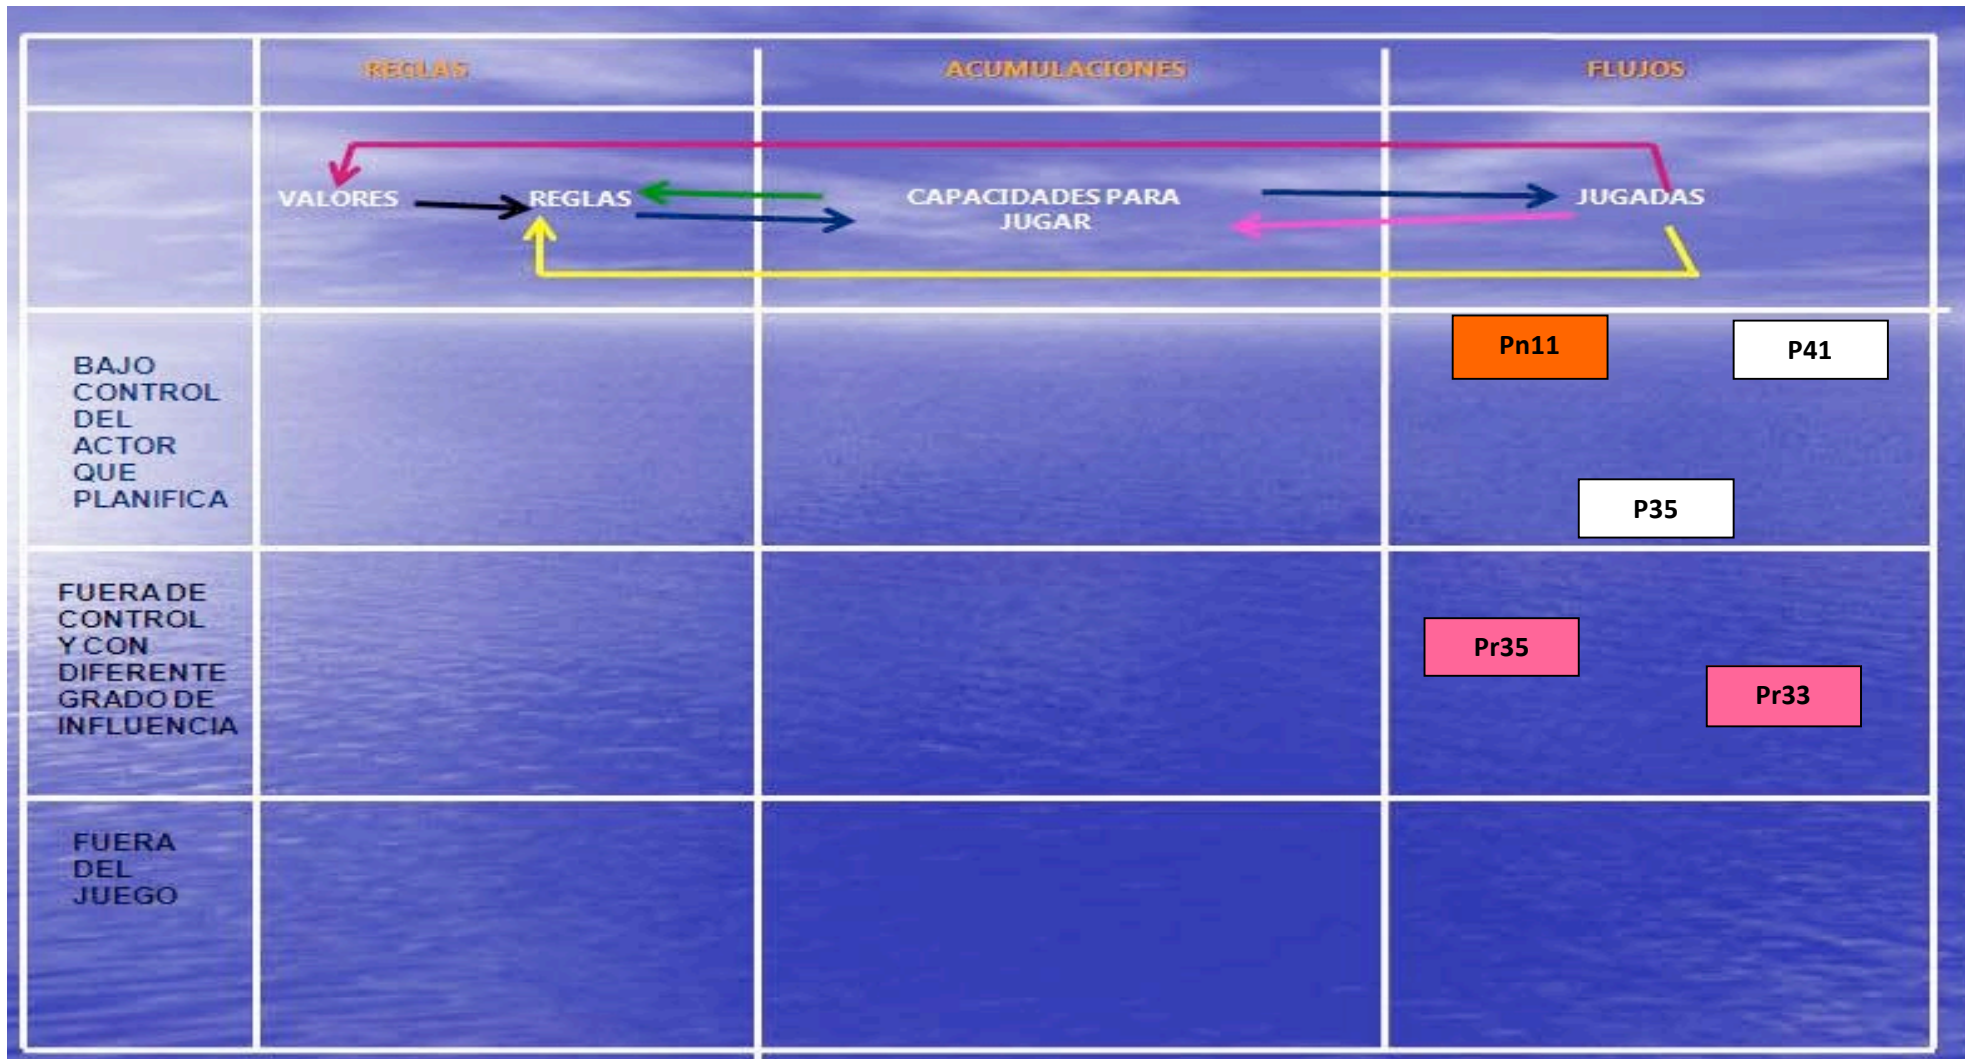 REGLAS
ACUMULACIONES
FLUJOS
VALORES
REGLAS
CAPACIDADES PARA
JUGAR
JUGADAS
BAJO
CONTROL
DEL
ACTOR
QUE
PLANIFICA
Pn11
P41
P35
FUERA DE
CONTROL
Y CON
DIFERENTE
GRADO DE
INFLUENCIA
Pr35
Pr33
FUERA
DEL
JUEGO